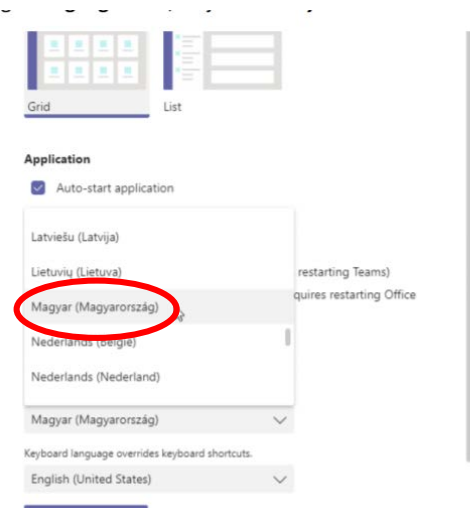 Grid
List
Application
Auto-start application
Latviešu (Latvija)
Lietuvių (Lietuva)
restarting Teams)
Magyar (Magyarország)
quires restarting Office
Nederlands (België)
Nederlands (Nederland)
Magyar (Magyarország)
Keyboard language overrides keyboard shortcuts.
English (United States)